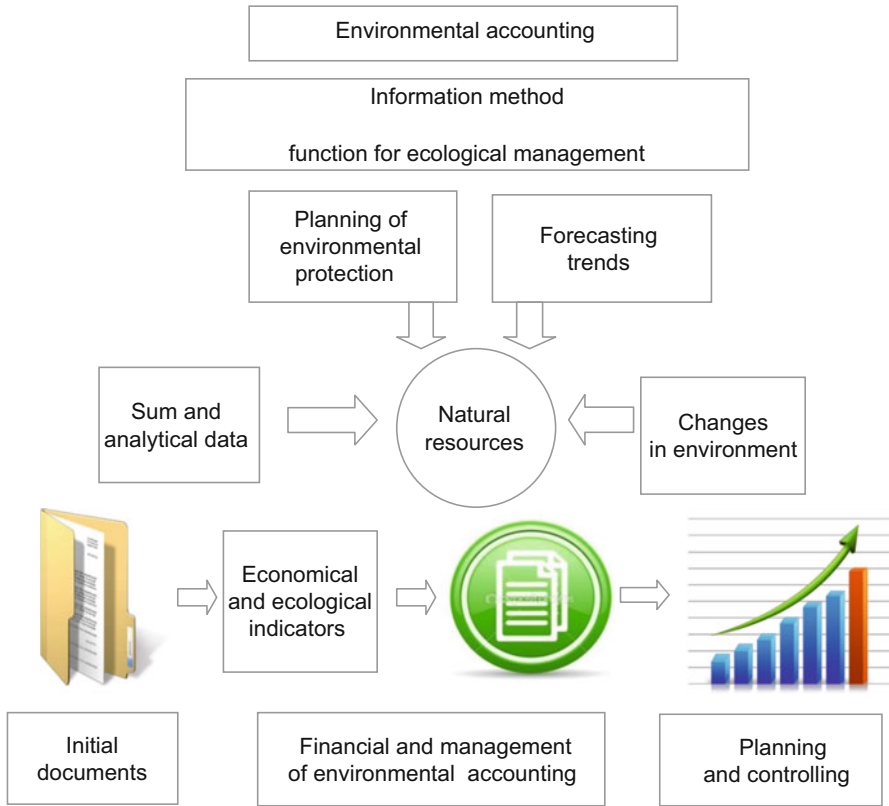 Environmental accounting
Information method
function for ecological management
Planning of
environmental
protection
Forecasting
trends
Sum and
analytical data
Natural
resources
Changes
in environment
Economical
and ecological
indicators
Initial
documents
Financial and management
of environmental accounting
Planning
and controlling